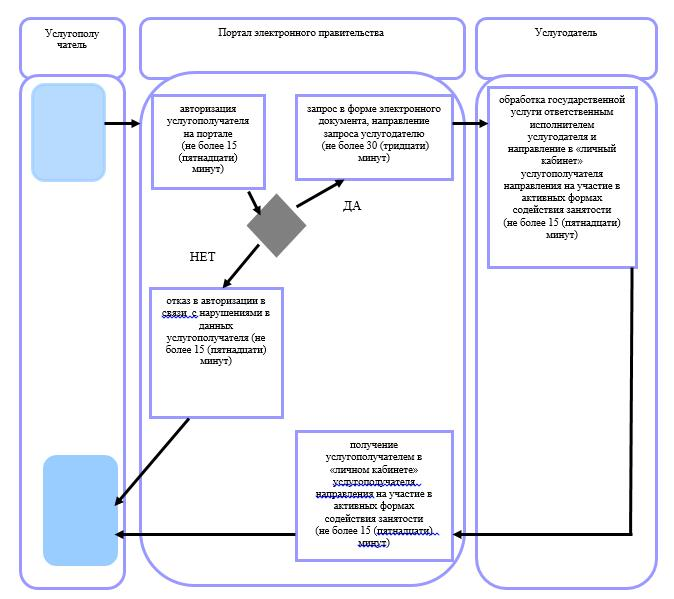 Услугополу
чатель
Портал электронного правительства
Услугодатель
авторизация
услугополучателя
на портале
(не более 15
(пятнадцати)
минут)
запрос в форме электронного
документа, направление
запроса услугодателю
(не более 30 (тридцати)
минут)
обработка государственной
услуги ответственным
исполнителем
услугодателя и
направление в «личный
кабинет»
услугополучателя
направления на участие в
активных формах
содействия занятости
(не более 15 (пятнадцати)
минут)
ДА
НЕТ
отказ в авторизации в
связи с нарушениями в
данных
услугополучателя (не
более 15 (пятнадцати)
минут)
получение
услугополучателем в
«личном кабинете»
услугополучателя
направления на участие в
активных формах
содействия занятости
(не более 15 (пятнадцати)
минут)